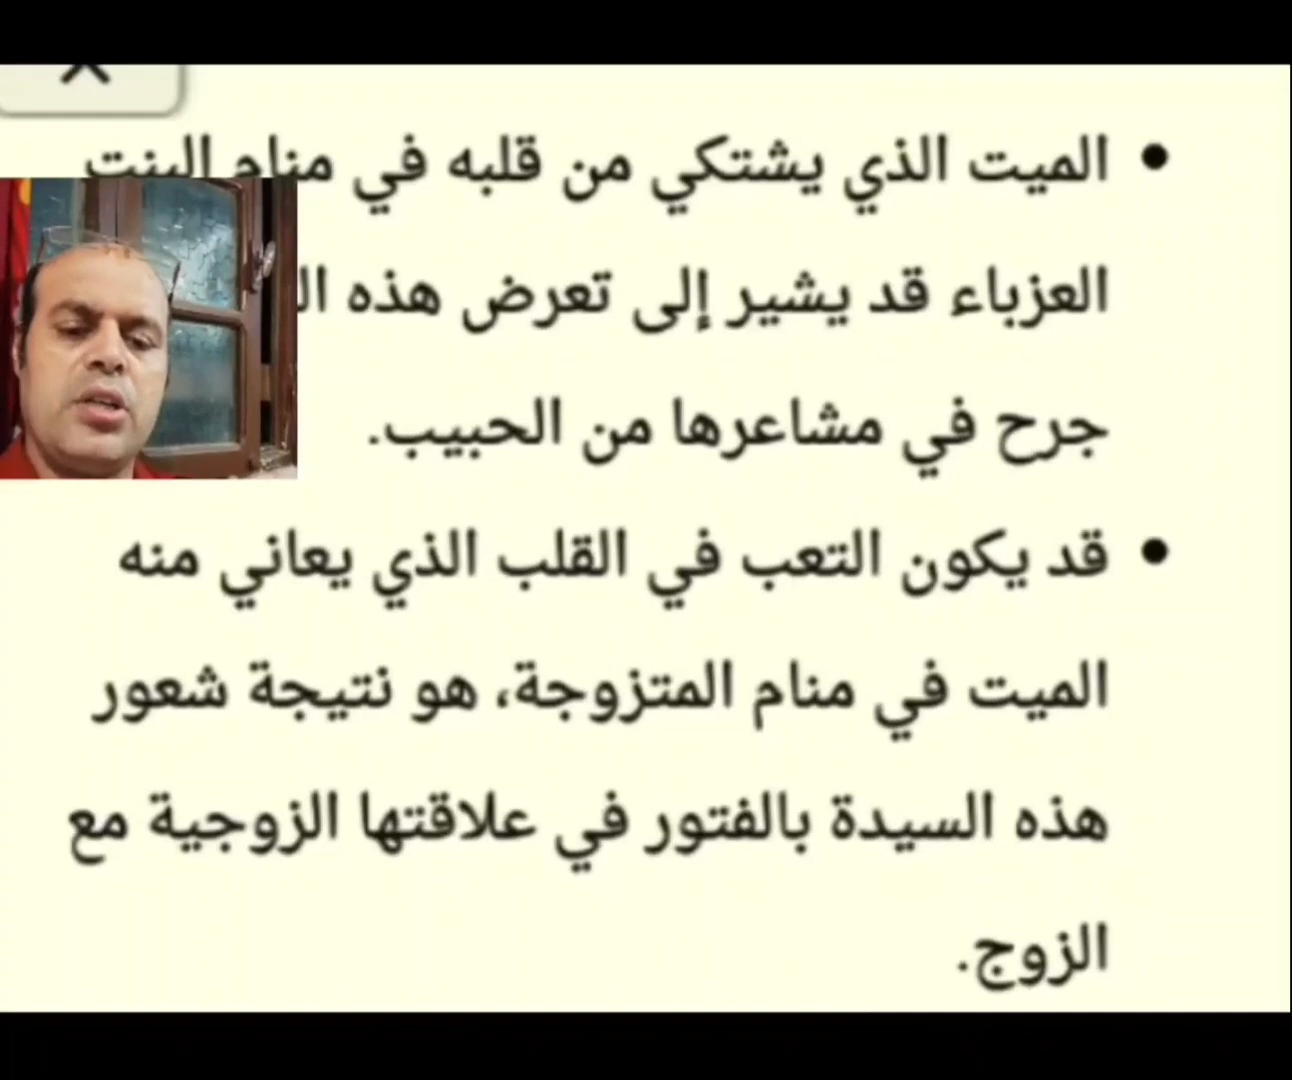 • الميت الذي يشتكي من قلبه في منام البنت
العزباء قد يشير إلى تعرض هذه
جرح في مشاعرها من الحبيب.
• قد يكون التعب في القلب الذي يعاني منه
الميت في منام المتزوجة، هو نتيجة شعور
هذه السيدة بالفتور في علاقتها الزوجية مع
الزوج.